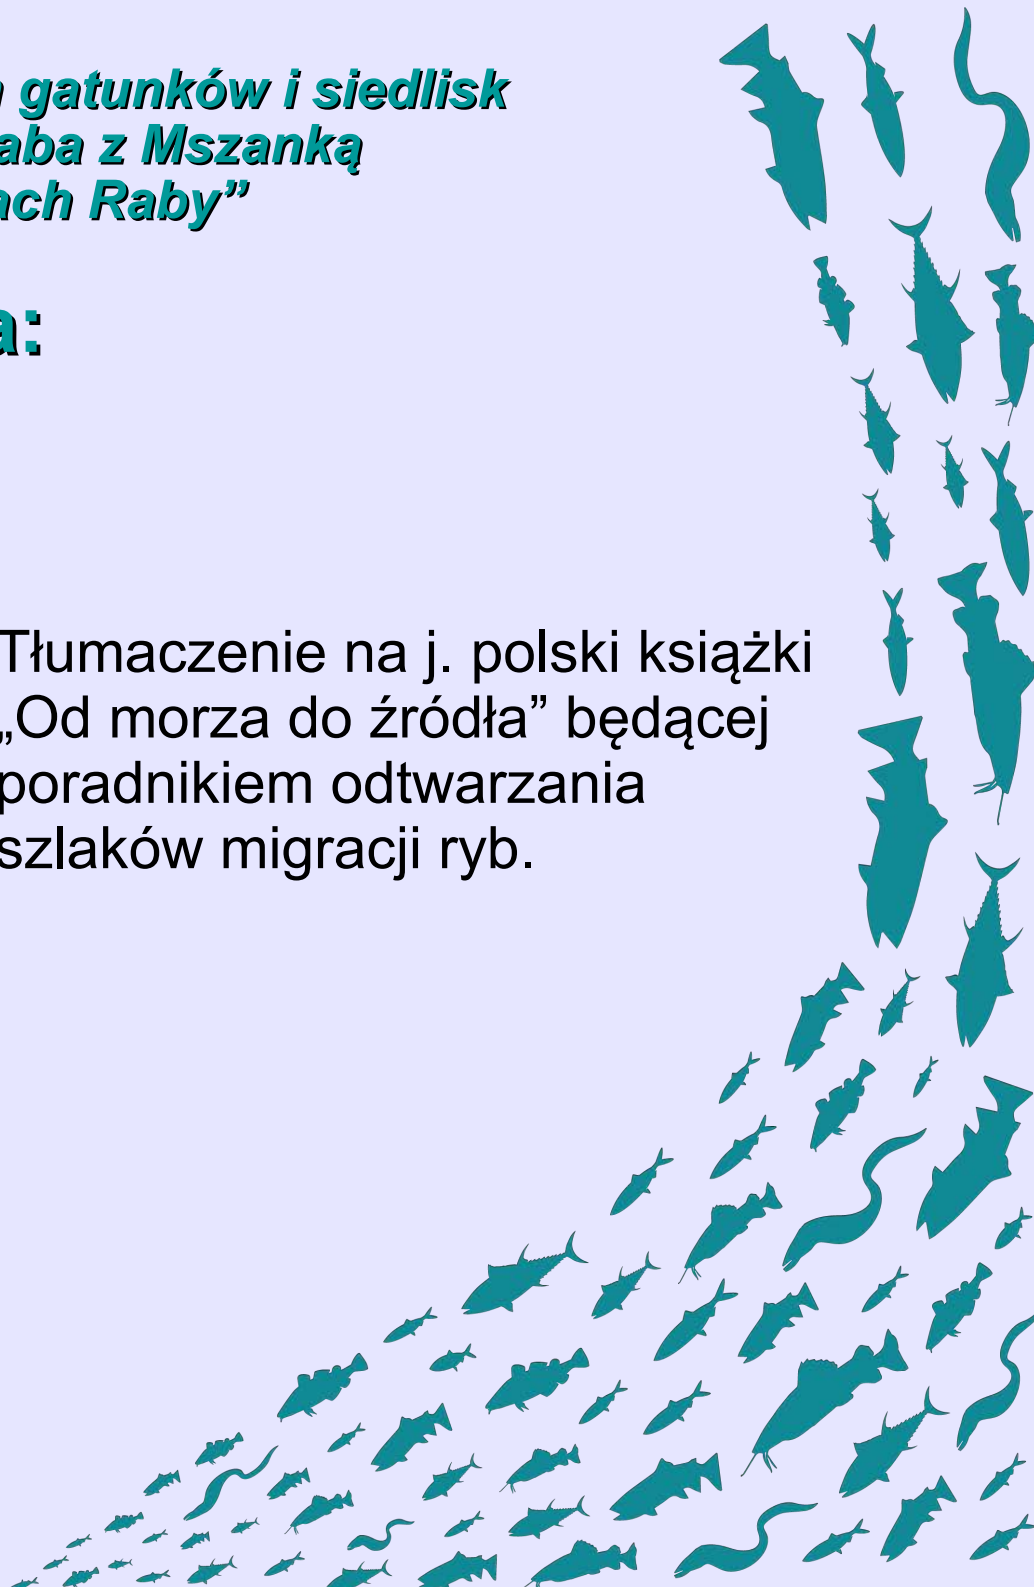 gatunków i siedlisk
aba z Mszanką
ach Raby”
a:
Tłumaczenie na j. polski książki
„Od morza do źródła” będącej
poradnikiem odtwarzania
szlaków migracji ryb.